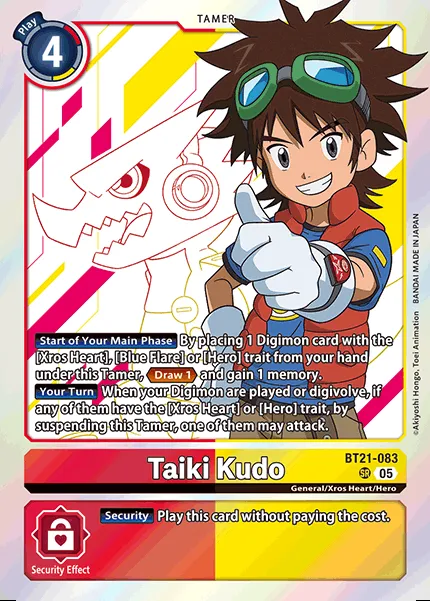 Play
4
TAMER
Start of Your Main Phase By placing 1 Digimon card with the
[Xros Heart], [Blue Flare] or [Hero] trait from your hand
under this Tamer, Draw 1 and gain 1 memory.
Your Turn When your Digimon are played or digivolve, if
any of them have the [Xros Heart] or [Hero] trait, by
suspending this Tamer, one of them may attack.
©Akiyoshi Hongo, Toei Animation BANDAI MADE IN JAPAN
BT21-083
Taiki Kudo
SR 05
General/Xros Heart/Hero
Security Play this card without paying the cost.
Security Effect